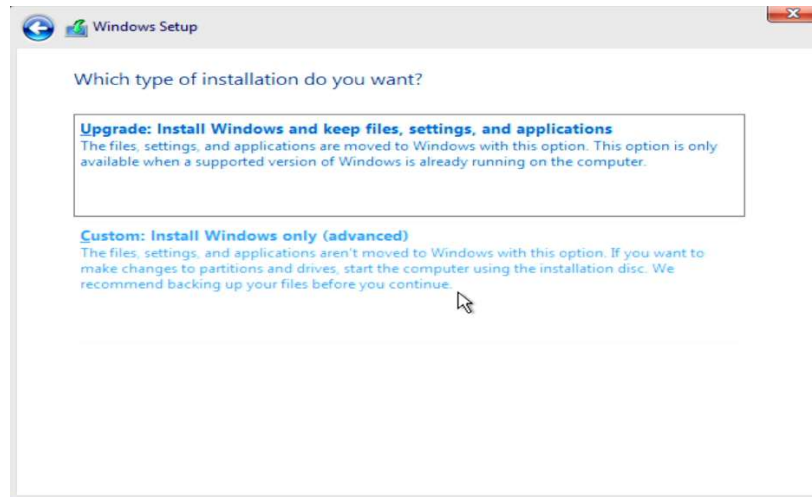 Windows Setup
Which type of installation do you want?
Upgrade: Install Windows and keep files, settings, and applications
The files, settings, and applications are moved to Windows with this option. This option is only
available when a supported version of Windows is already running on the computer.
Custom: Install Windows only (advanced)
The files, settings, and applications aren't moved to Windows with this option. If you want to
make changes to partitions and drives, start the computer using the installation disc. We
recommend backing up your files before you continue.